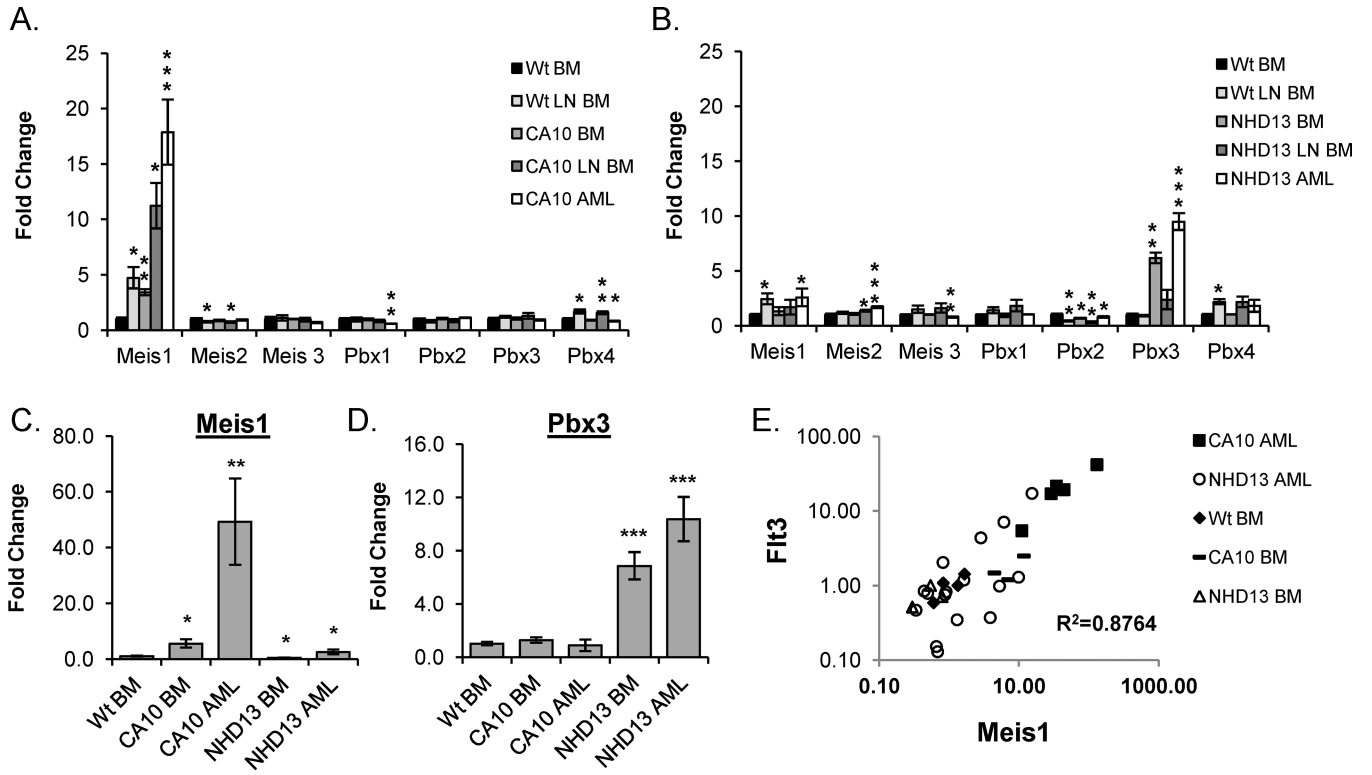 A.
Fold Change
25
20
15
10
5
0
Meis1 Meis2 Meis 3 Pbx1 Pbx2 Pbx3 Pbx4
Wt BM
Wt LN BM
CA10 BM
CA10 LN BM
CA10 AML
B.
Fold Change
25
20
15
10
5
0
Meis1 Meis2 Meis 3 Pbx1 Pbx2 Pbx3 Pbx4
Wt BM
Wt LN BM
NHD13 BM
NHD13 LN BM
NHD13 AML
C.
Meis1
Fold Change
80.0
60.0
40.0
20.0
0.0
* ** * *
Wt BM
CA10 BM
CA10 AML
NHD13 BM
NHD13 AML
D.
Pbx3
Fold Change
16.0
12.0
8.0
4.0
0.0
*** ***
Wt BM
CA10 BM
CA10 AML
NHD13 BM
NHD13 AML
E.
Flt3
100.00
10.00
1.00
0.10
0.10 10.00 1000.00
Meis1
R²=0.8764
CA10 AML
NHD13 AML
Wt BM
CA10 BM
NHD13 BM